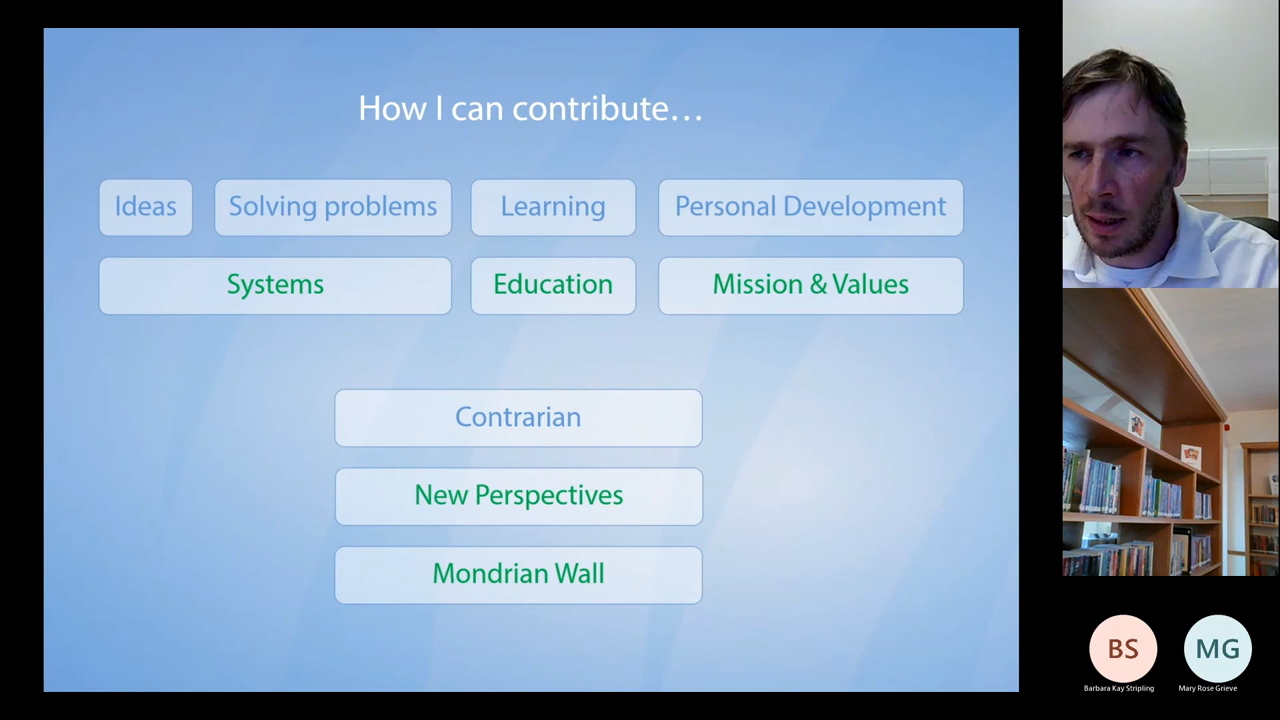 How I can contribute…
Ideas
Solving problems
Learning
Personal Development
Systems
Education
Mission & Values
Contrarian
New Perspectives
Mondrian Wall
BS
MG
Barbara Kay Stripling
Mary Rose Grieve